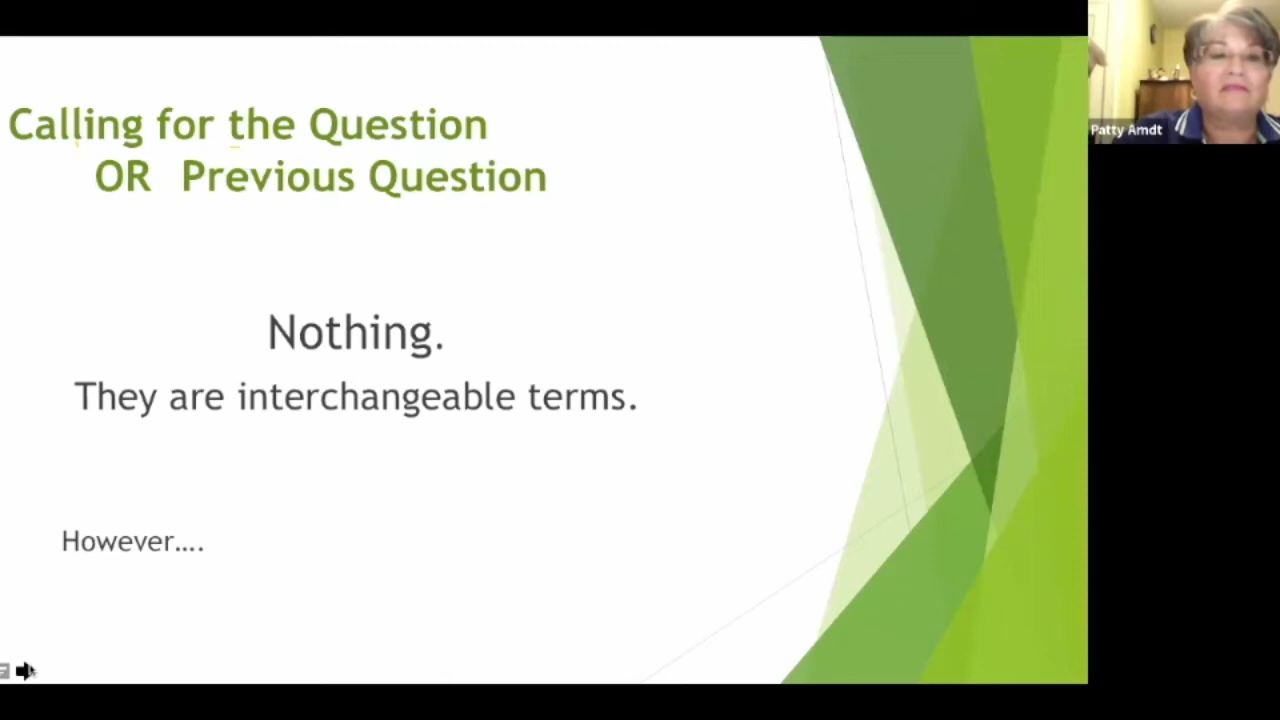 Calling for the Question
OR Previous Question
Nothing.
They are interchangeable terms.
However....
Patty Arndt